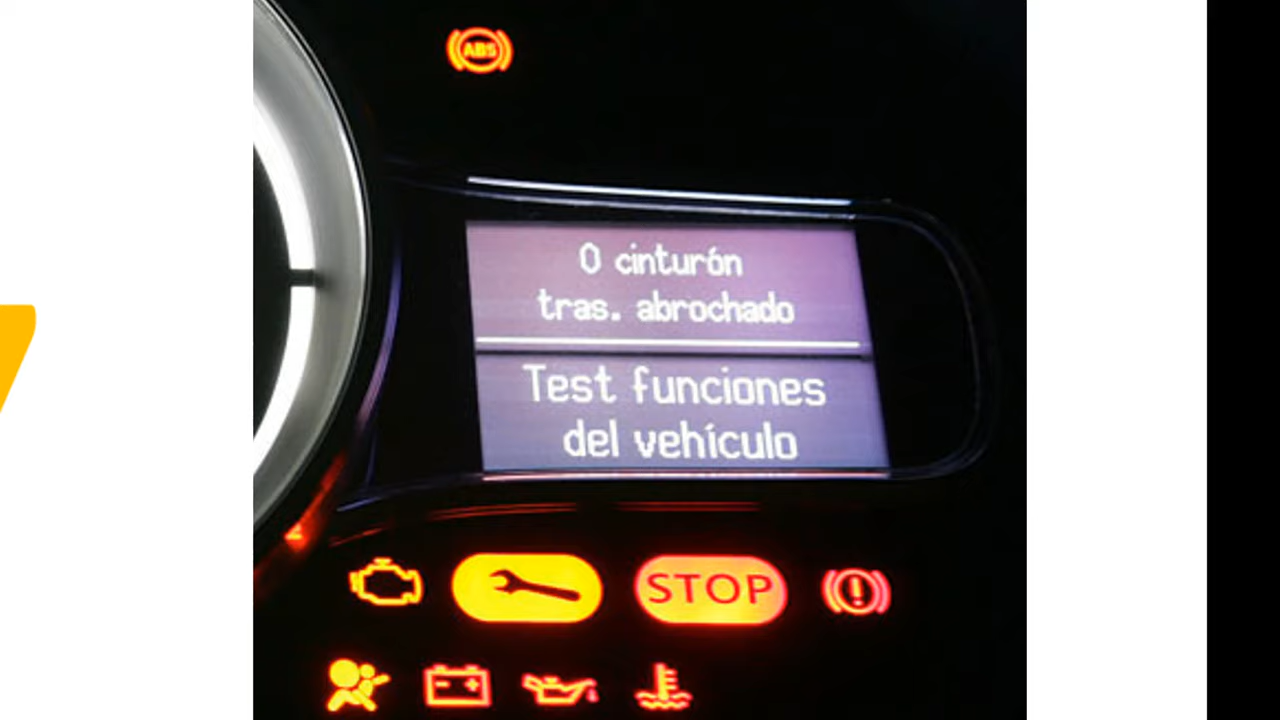 ABS
0 cinturón
tras. abrochado
Test funciones
del vehículo
STOP